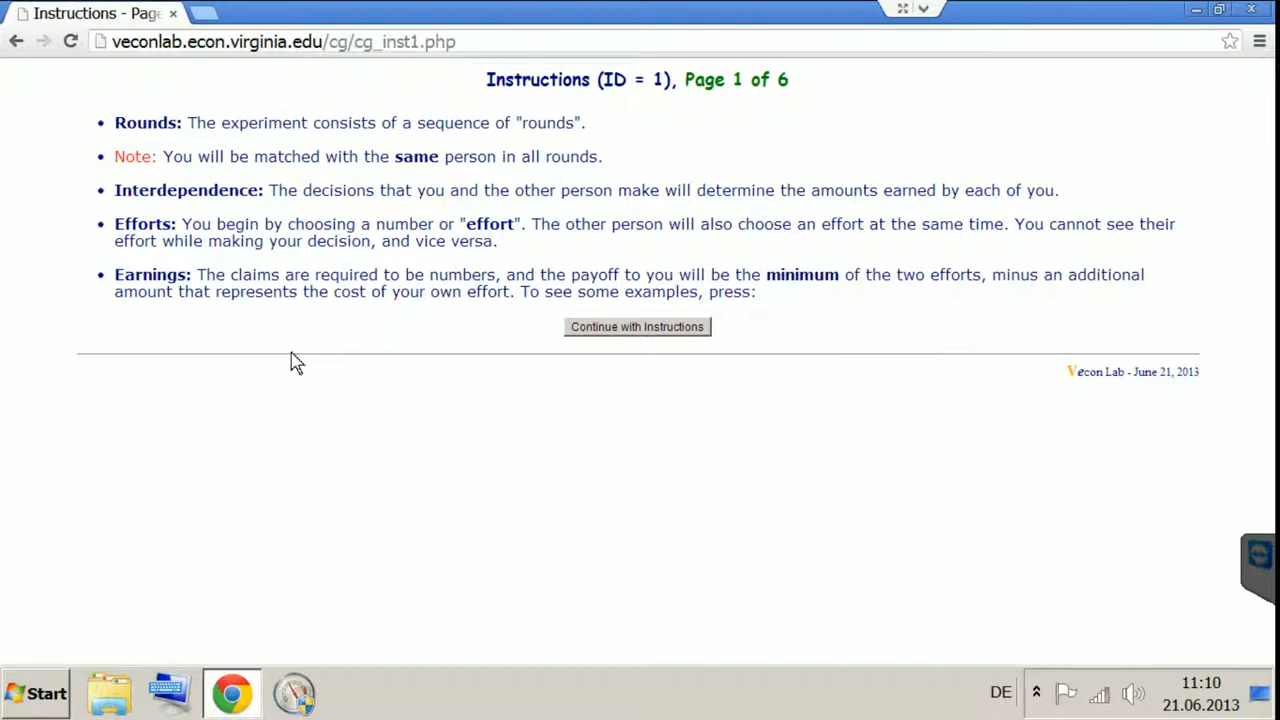 Instructions - Pag
veconlab.econ.virginia.edu/cg/cg_inst1.php
Instructions (ID = 1), Page 1 of 6
• Rounds: The experiment consists of a sequence of "rounds".
• Note: You will be matched with the same person in all rounds.
• Interdependence: The decisions that you and the other person make will determine the amounts earned by each of you.
• Efforts: You begin by choosing a number or "effort". The other person will also choose an effort at the same time. You cannot see their
effort while making your decision, and vice versa.
• Earnings: The claims are required to be numbers, and the payoff to you will be the minimum of the two efforts, minus an additional
amount that represents the cost of your own effort. To see some examples, press:
Continue with Instructions
Vecon Lab - June 21, 2013
Start
DE
11:10
21.06.2013